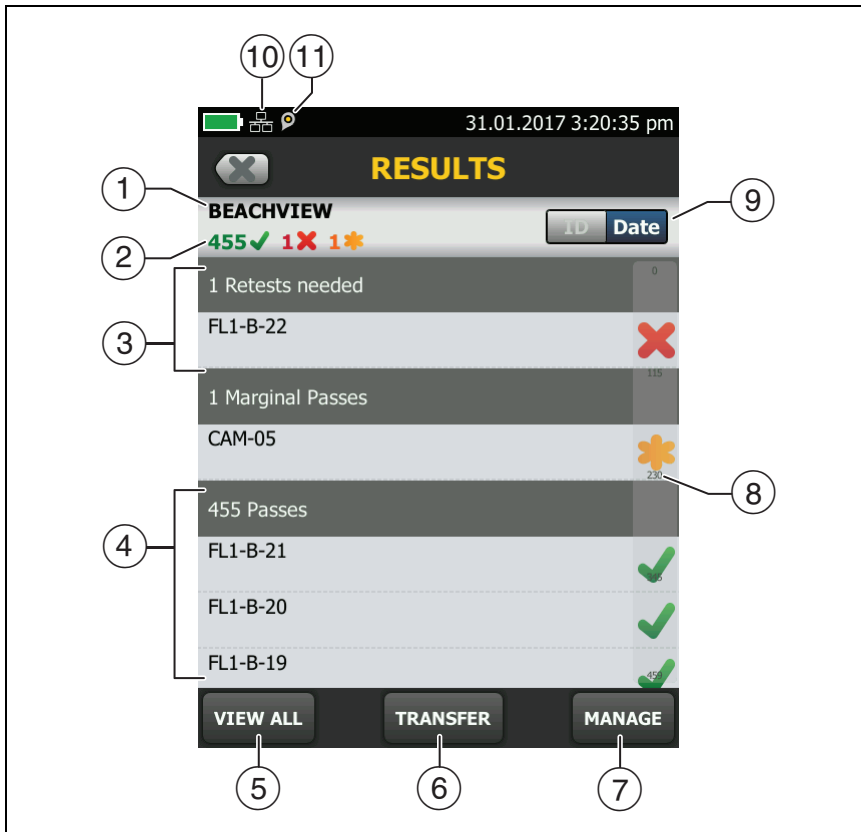 10 11
31.01.2017 3:20:35 pm
RESULTS
1
BEACHVIEW
ID Date
9
2
455 1 1
3
1 Retests needed
0
FL1-B-22
115
1 Marginal Passes
CAM-05
230
8
4
455 Passes
FL1-B-21
345
FL1-B-20
FL1-B-19
459
VIEW ALL TRANSFER MANAGE
5 6 7